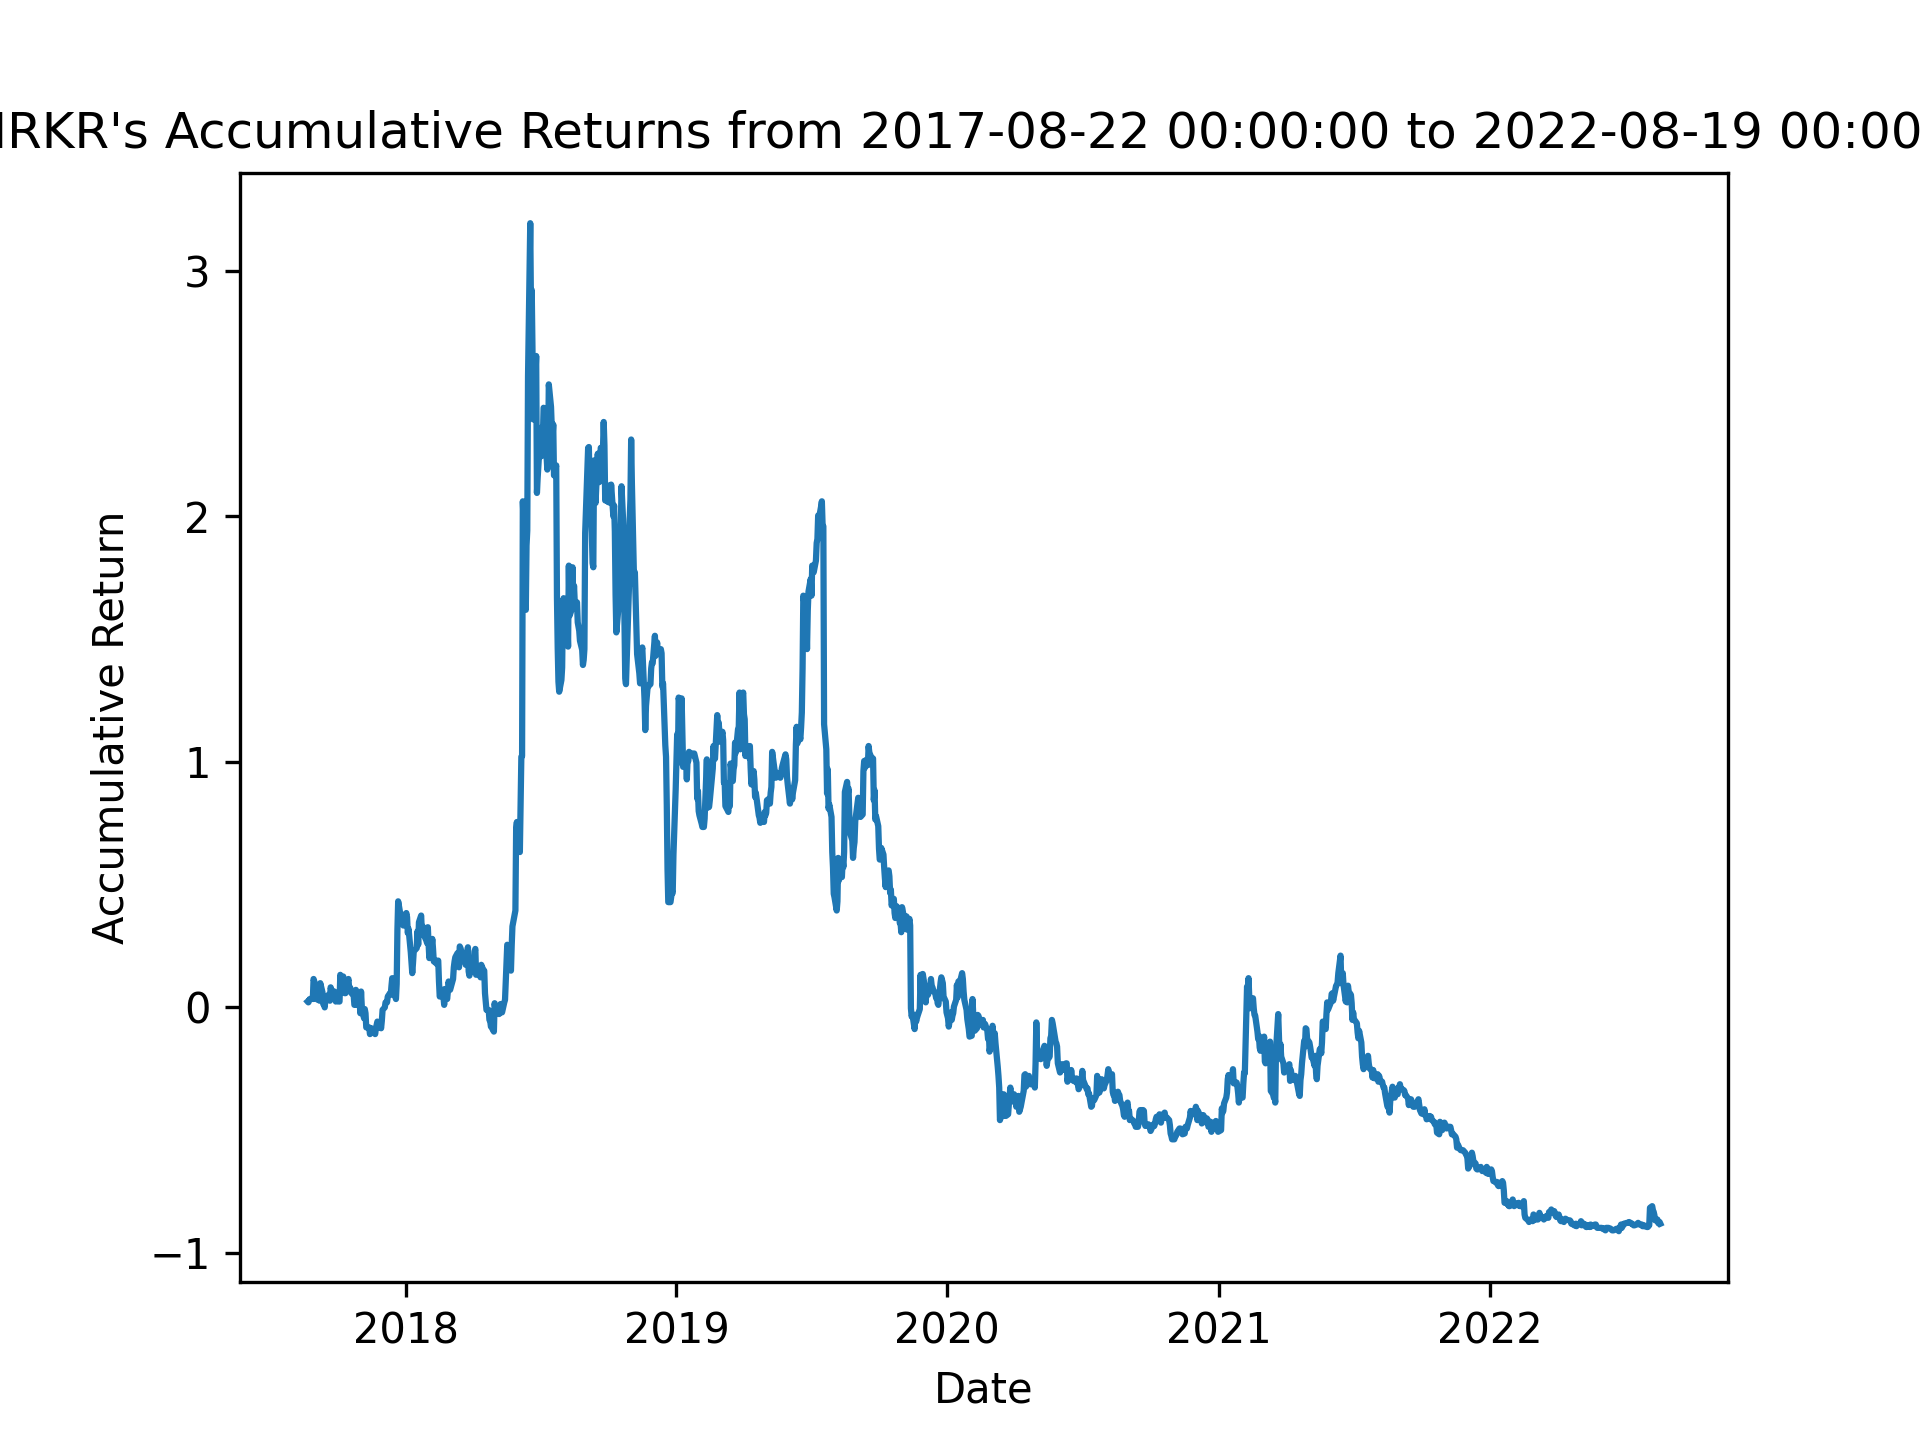 RKR's Accumulative Returns from 2017-08-22 00:00:00 to 2022-08-19 00:00
Accumulative Return
3
2
1
0
−1
2018 2019 2020 2021 2022
Date